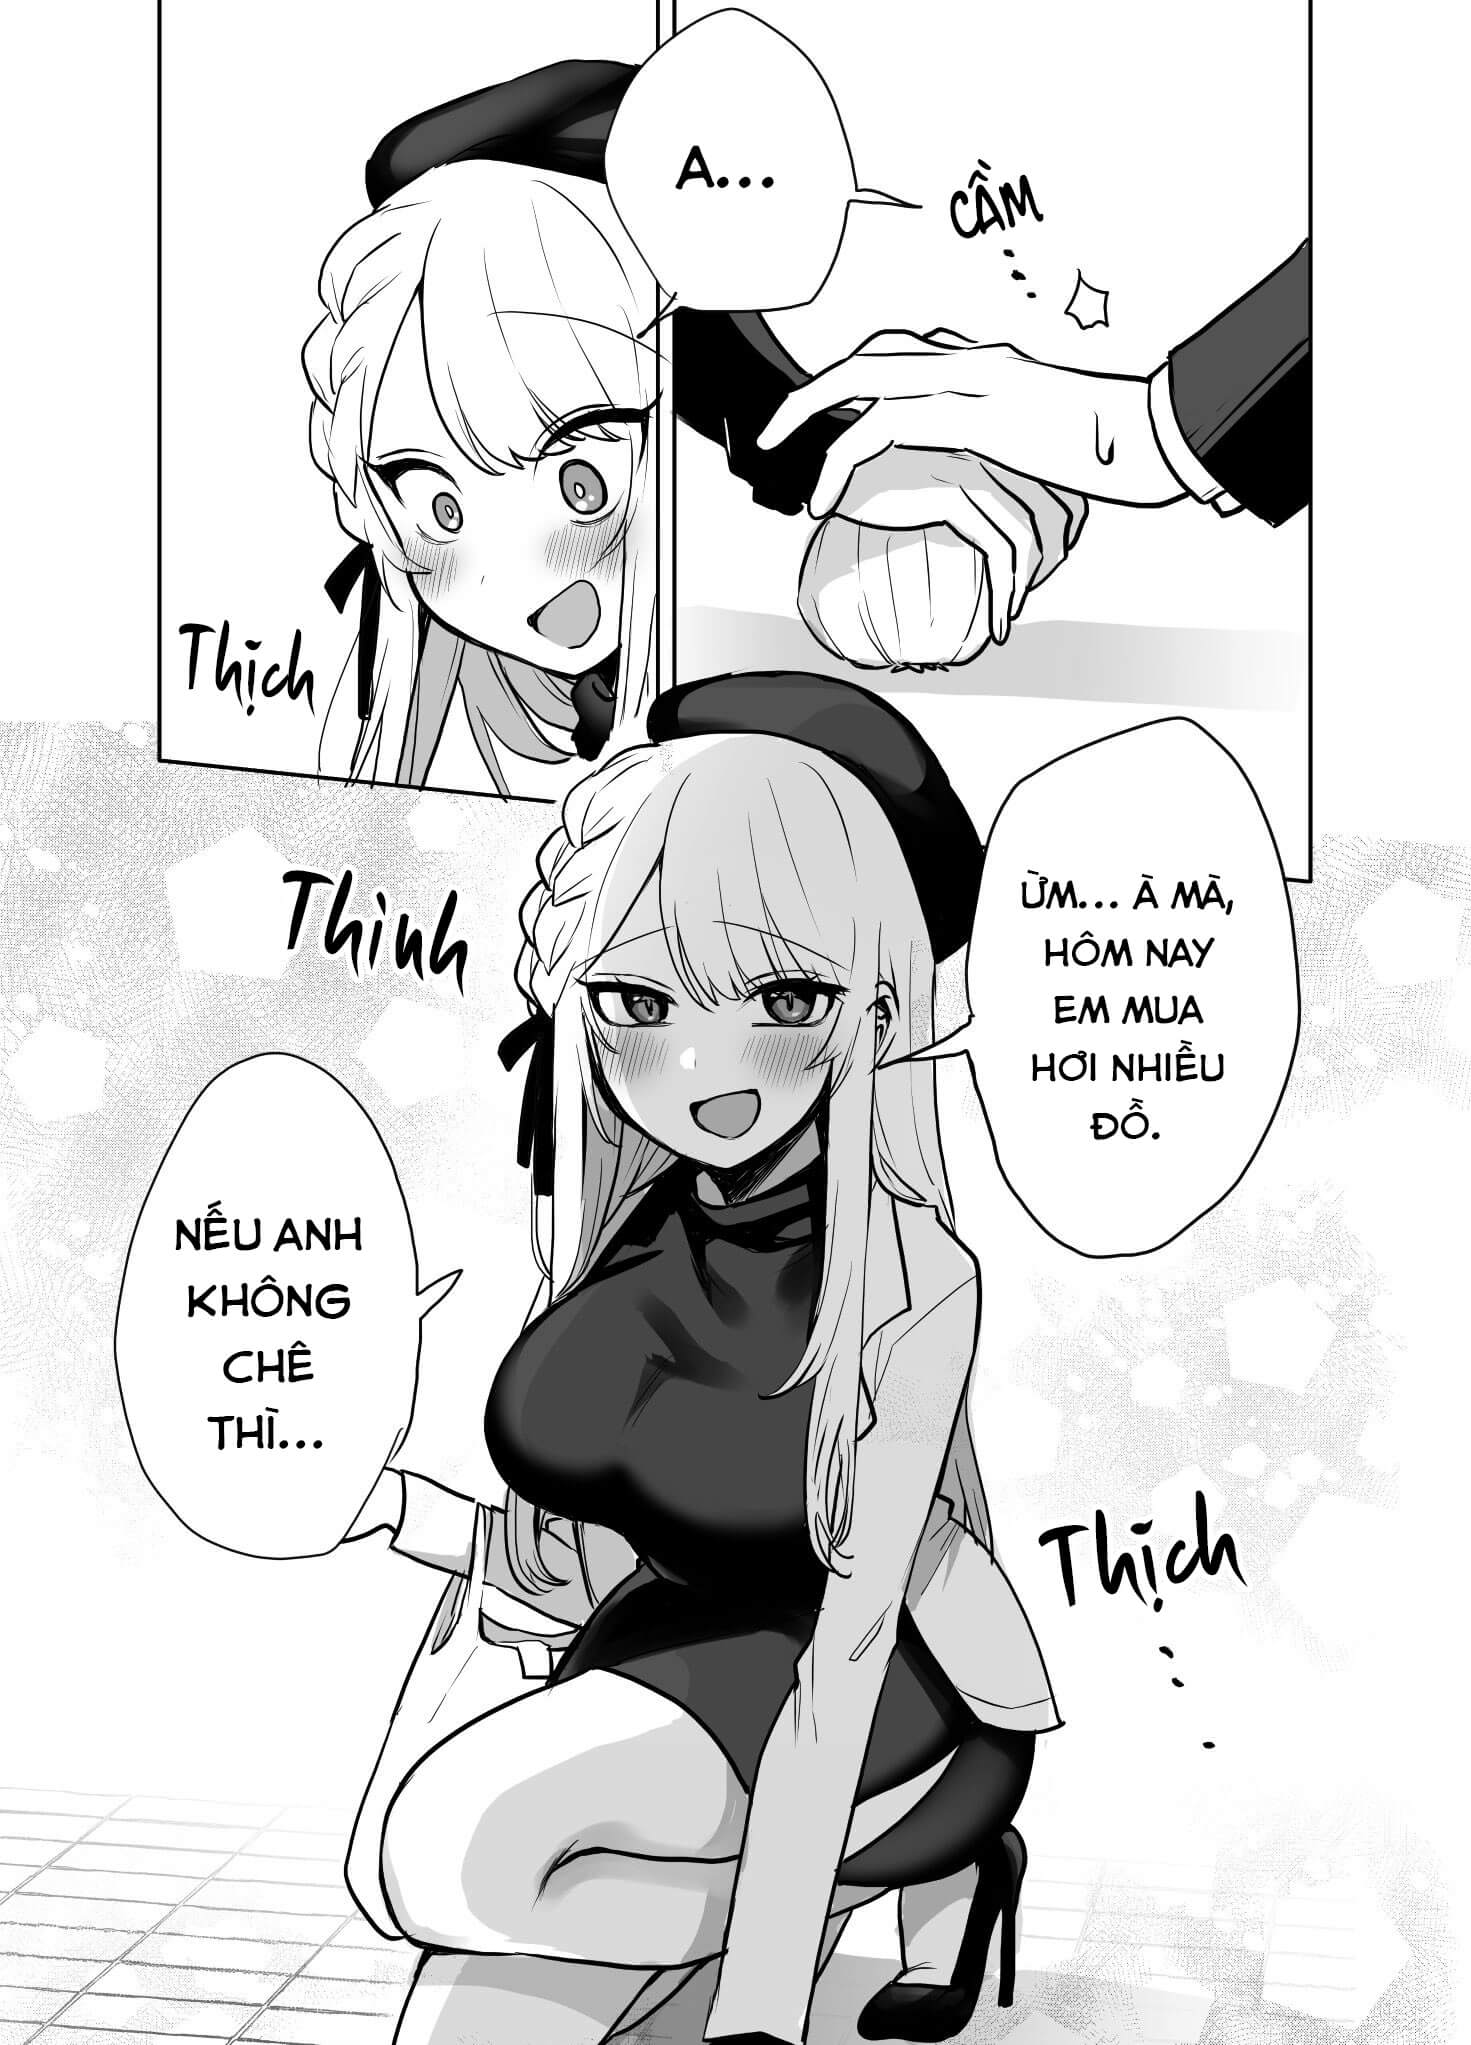 CẦM
A...
Thịch
Thình
ỪM... À MÀ,
HÔM NAY
EM MUA
HƠI NHIỀU
ĐỒ.
NẾU ANH
KHÔNG
CHÊ
THÌ...
Thịch